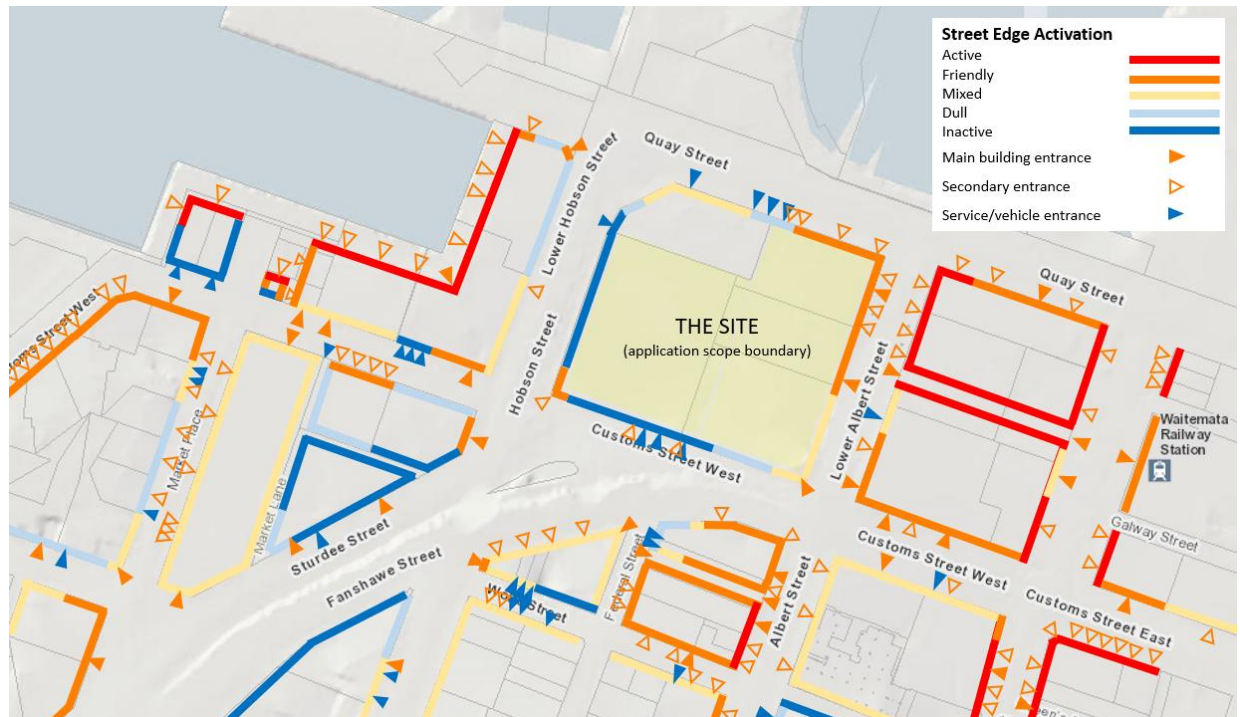 Street Edge Activation
Active
Friendly
Mixed
Dull
Inactive
Main building entrance
Secondary entrance
Service/vehicle entrance
Quay Street
Lower Hobson Street
Quay Street
Street West
THE SITE
(application scope boundary)
Hobson Street
Lower Albert Street
Waitemata
Railway
Station
Market Place
Customs Street West
Market Lane
Galway Street
Sturdee Street
Customs Street West
Fanshawe Street
Federal Street
Street
Albert Street
Customs Street East